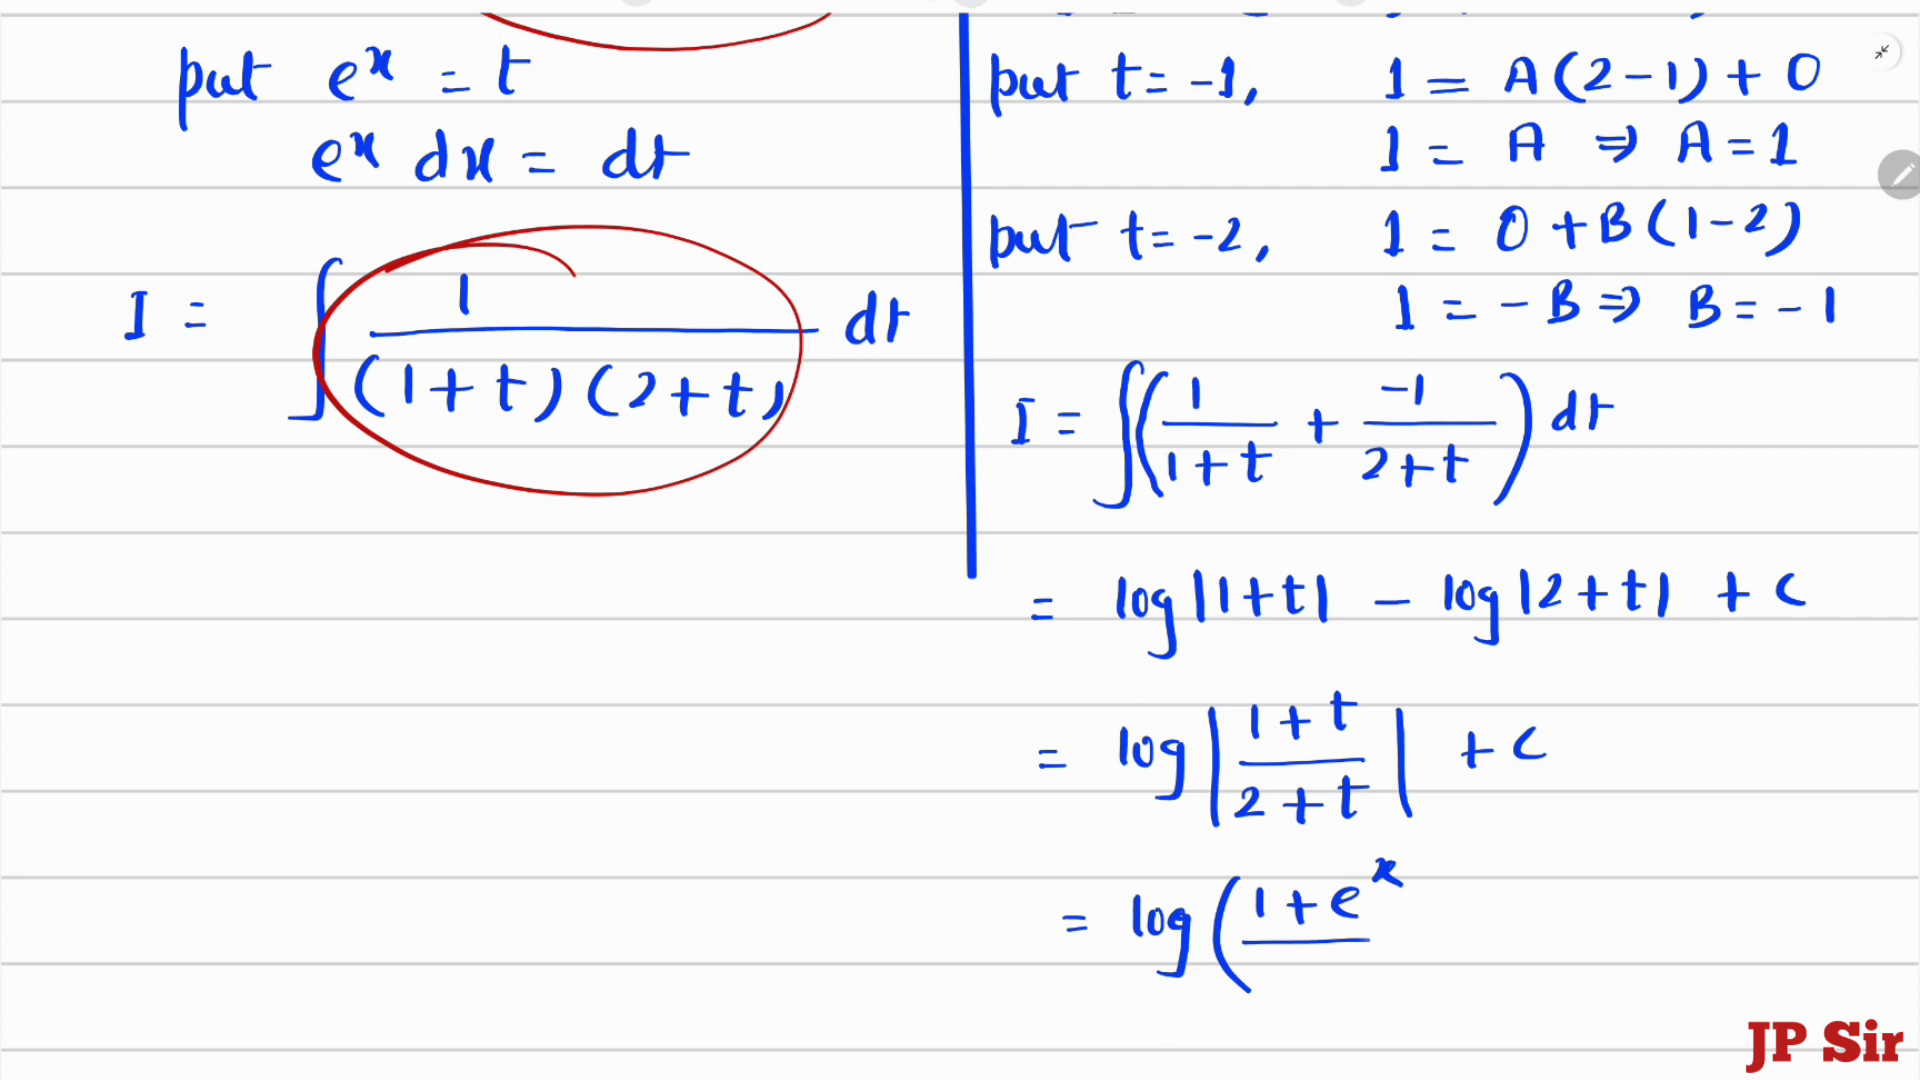 put e^x = t
e^x dx = dt
I = ∫ 1/((1+t)(2+t)) dt
put t = -1, 1 = A(2-1) + 0
1 = A ⇒ A = 1
put t = -2, 1 = 0 + B(1-2)
1 = -B ⇒ B = -1
I = ∫(1/(1+t) + -1/(2+t)) dt
= log|1+t| - log|2+t| + c
= log|(1+t)/(2+t)| + c
= log(1+e^x
JP Sir